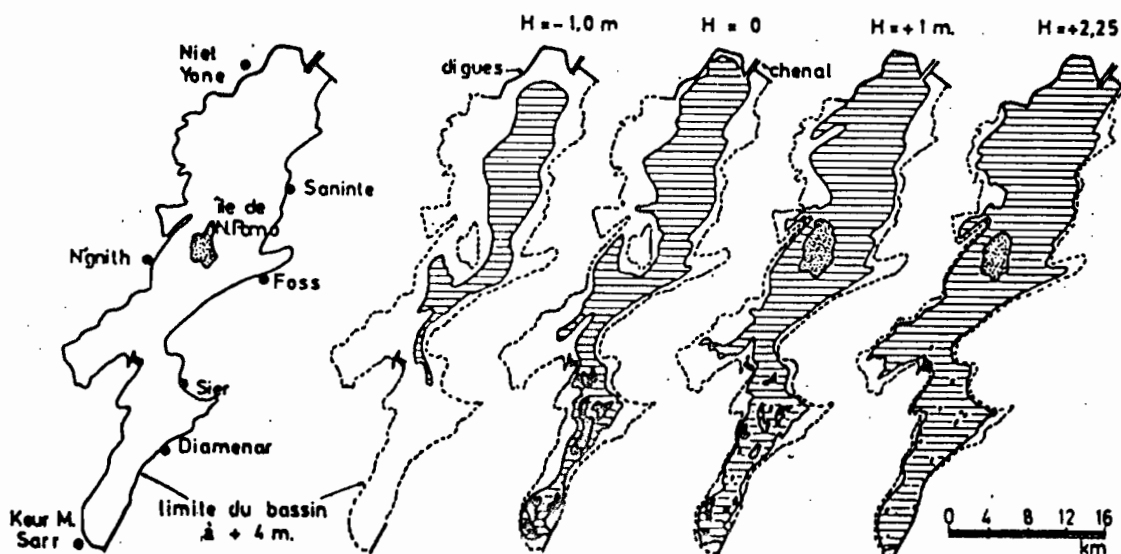 H = - 1,0 m
H = 0
H = + 1 m.
H = +2,25
Niet
Yone
digues
chenal
Saninte
île de
N.Pomo
N'gnith
Foss
Sier
Diamenar
limite du bassin
à + 4 m.
Keur M.
Sarr
0 4 8 12 16
km